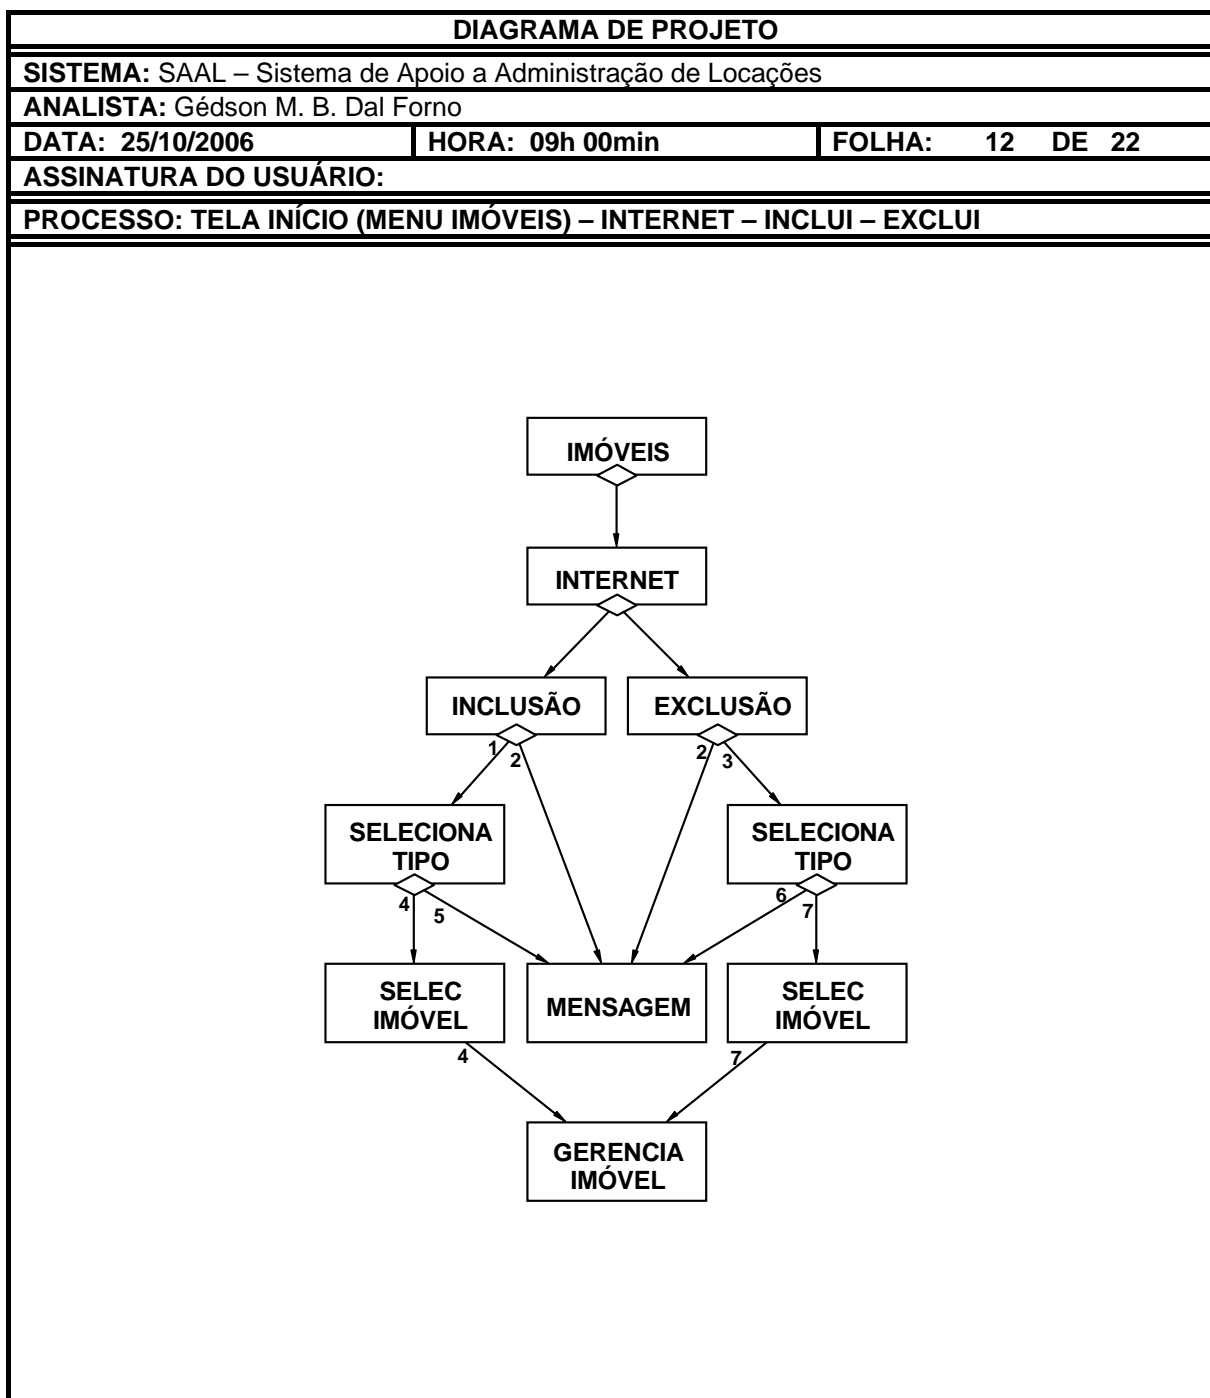 DIAGRAMA DE PROJETO
SISTEMA: SAAL – Sistema de Apoio a Administração de Locações
ANALISTA: Gédson M. B. Dal Forno
DATA: 25/10/2006 HORA: 09h 00min FOLHA: 12 DE 22
ASSINATURA DO USUÁRIO:
PROCESSO: TELA INÍCIO (MENU IMÓVEIS) – INTERNET – INCLUI – EXCLUI
IMÓVEIS
INTERNET
INCLUSÃO EXCLUSÃO
1 2 2 3
SELECIONA
TIPO
SELECIONA
TIPO
4 5 6 7
SELEC
IMÓVEL
MENSAGEM
SELEC
IMÓVEL
4 7
GERENCIA
IMÓVEL